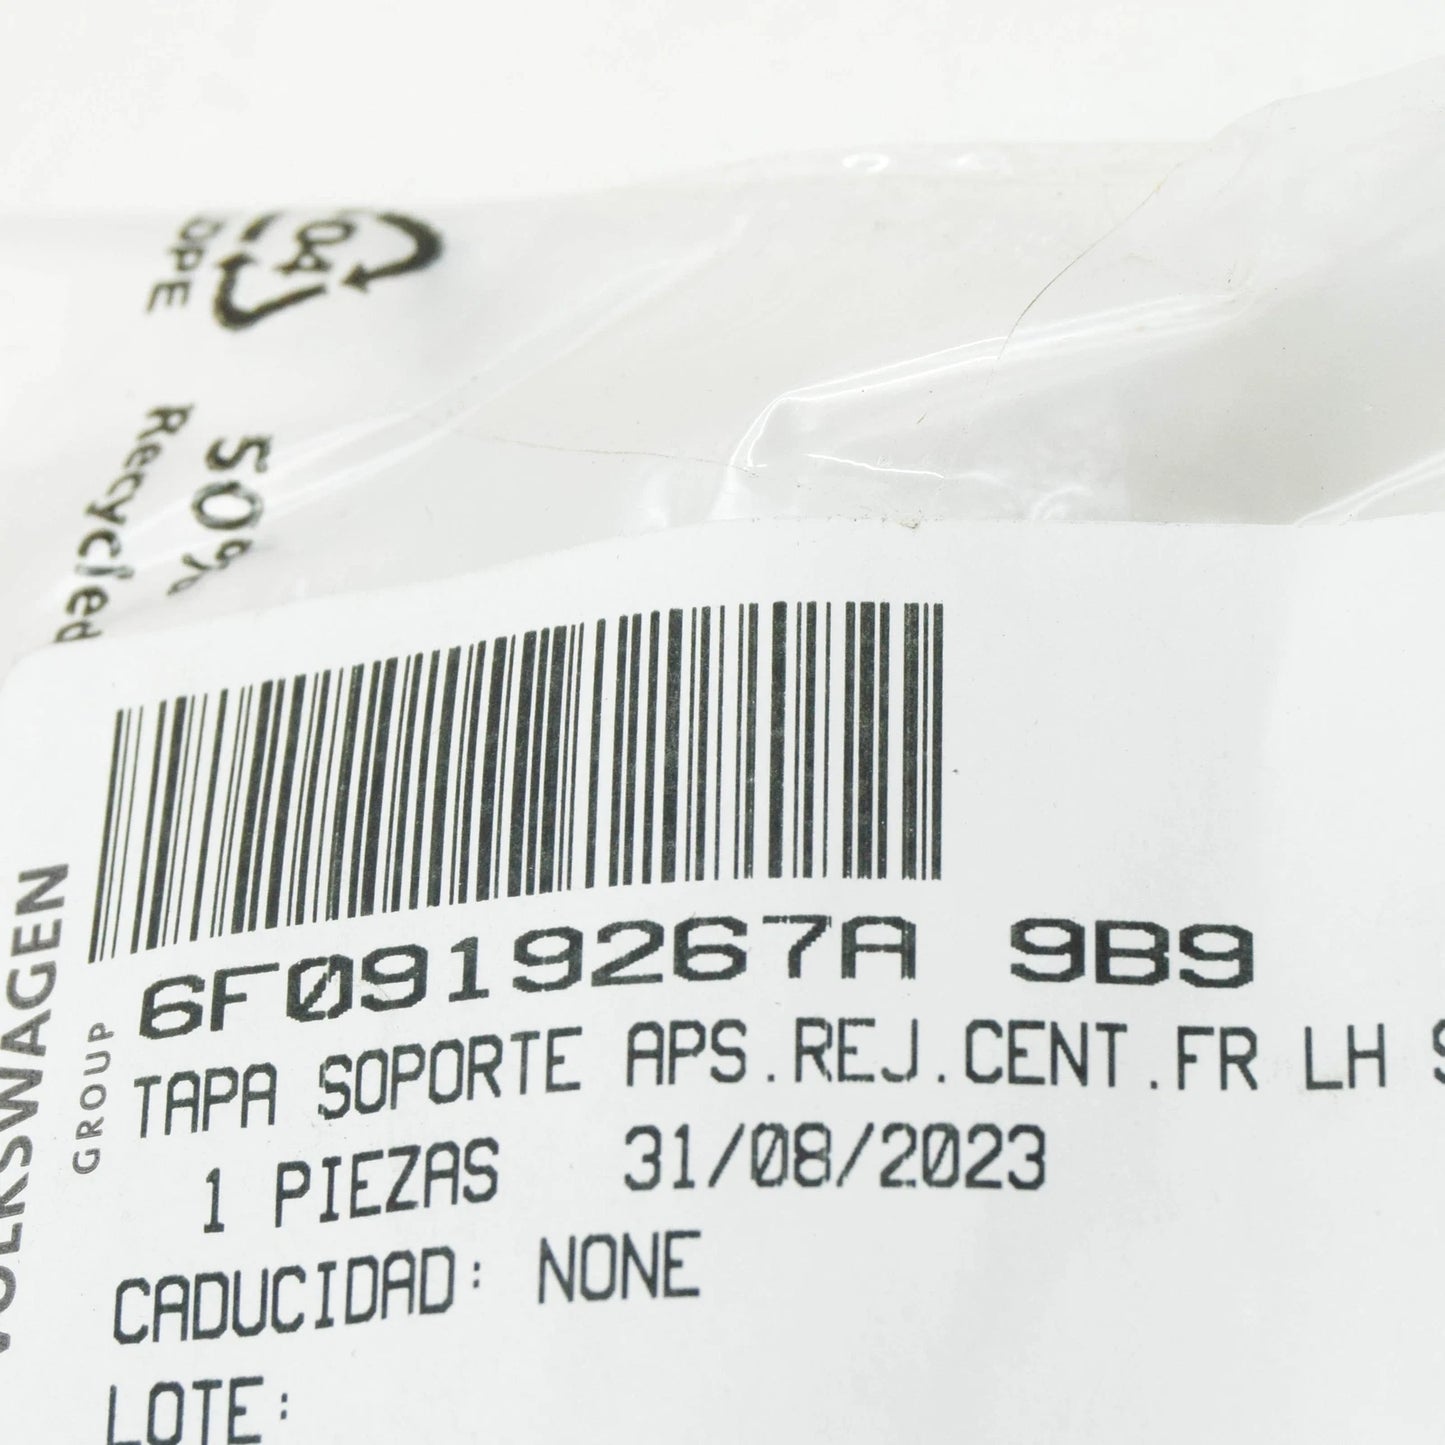 04
50%
Recycled
VOLKSWAGEN
GROUP
6F0919267A 9B9
TAPA SOPORTE APS.REJ.CENT.FR LH
1 PIEZAS 31/08/2023
CADUCIDAD: NONE
LOTE: